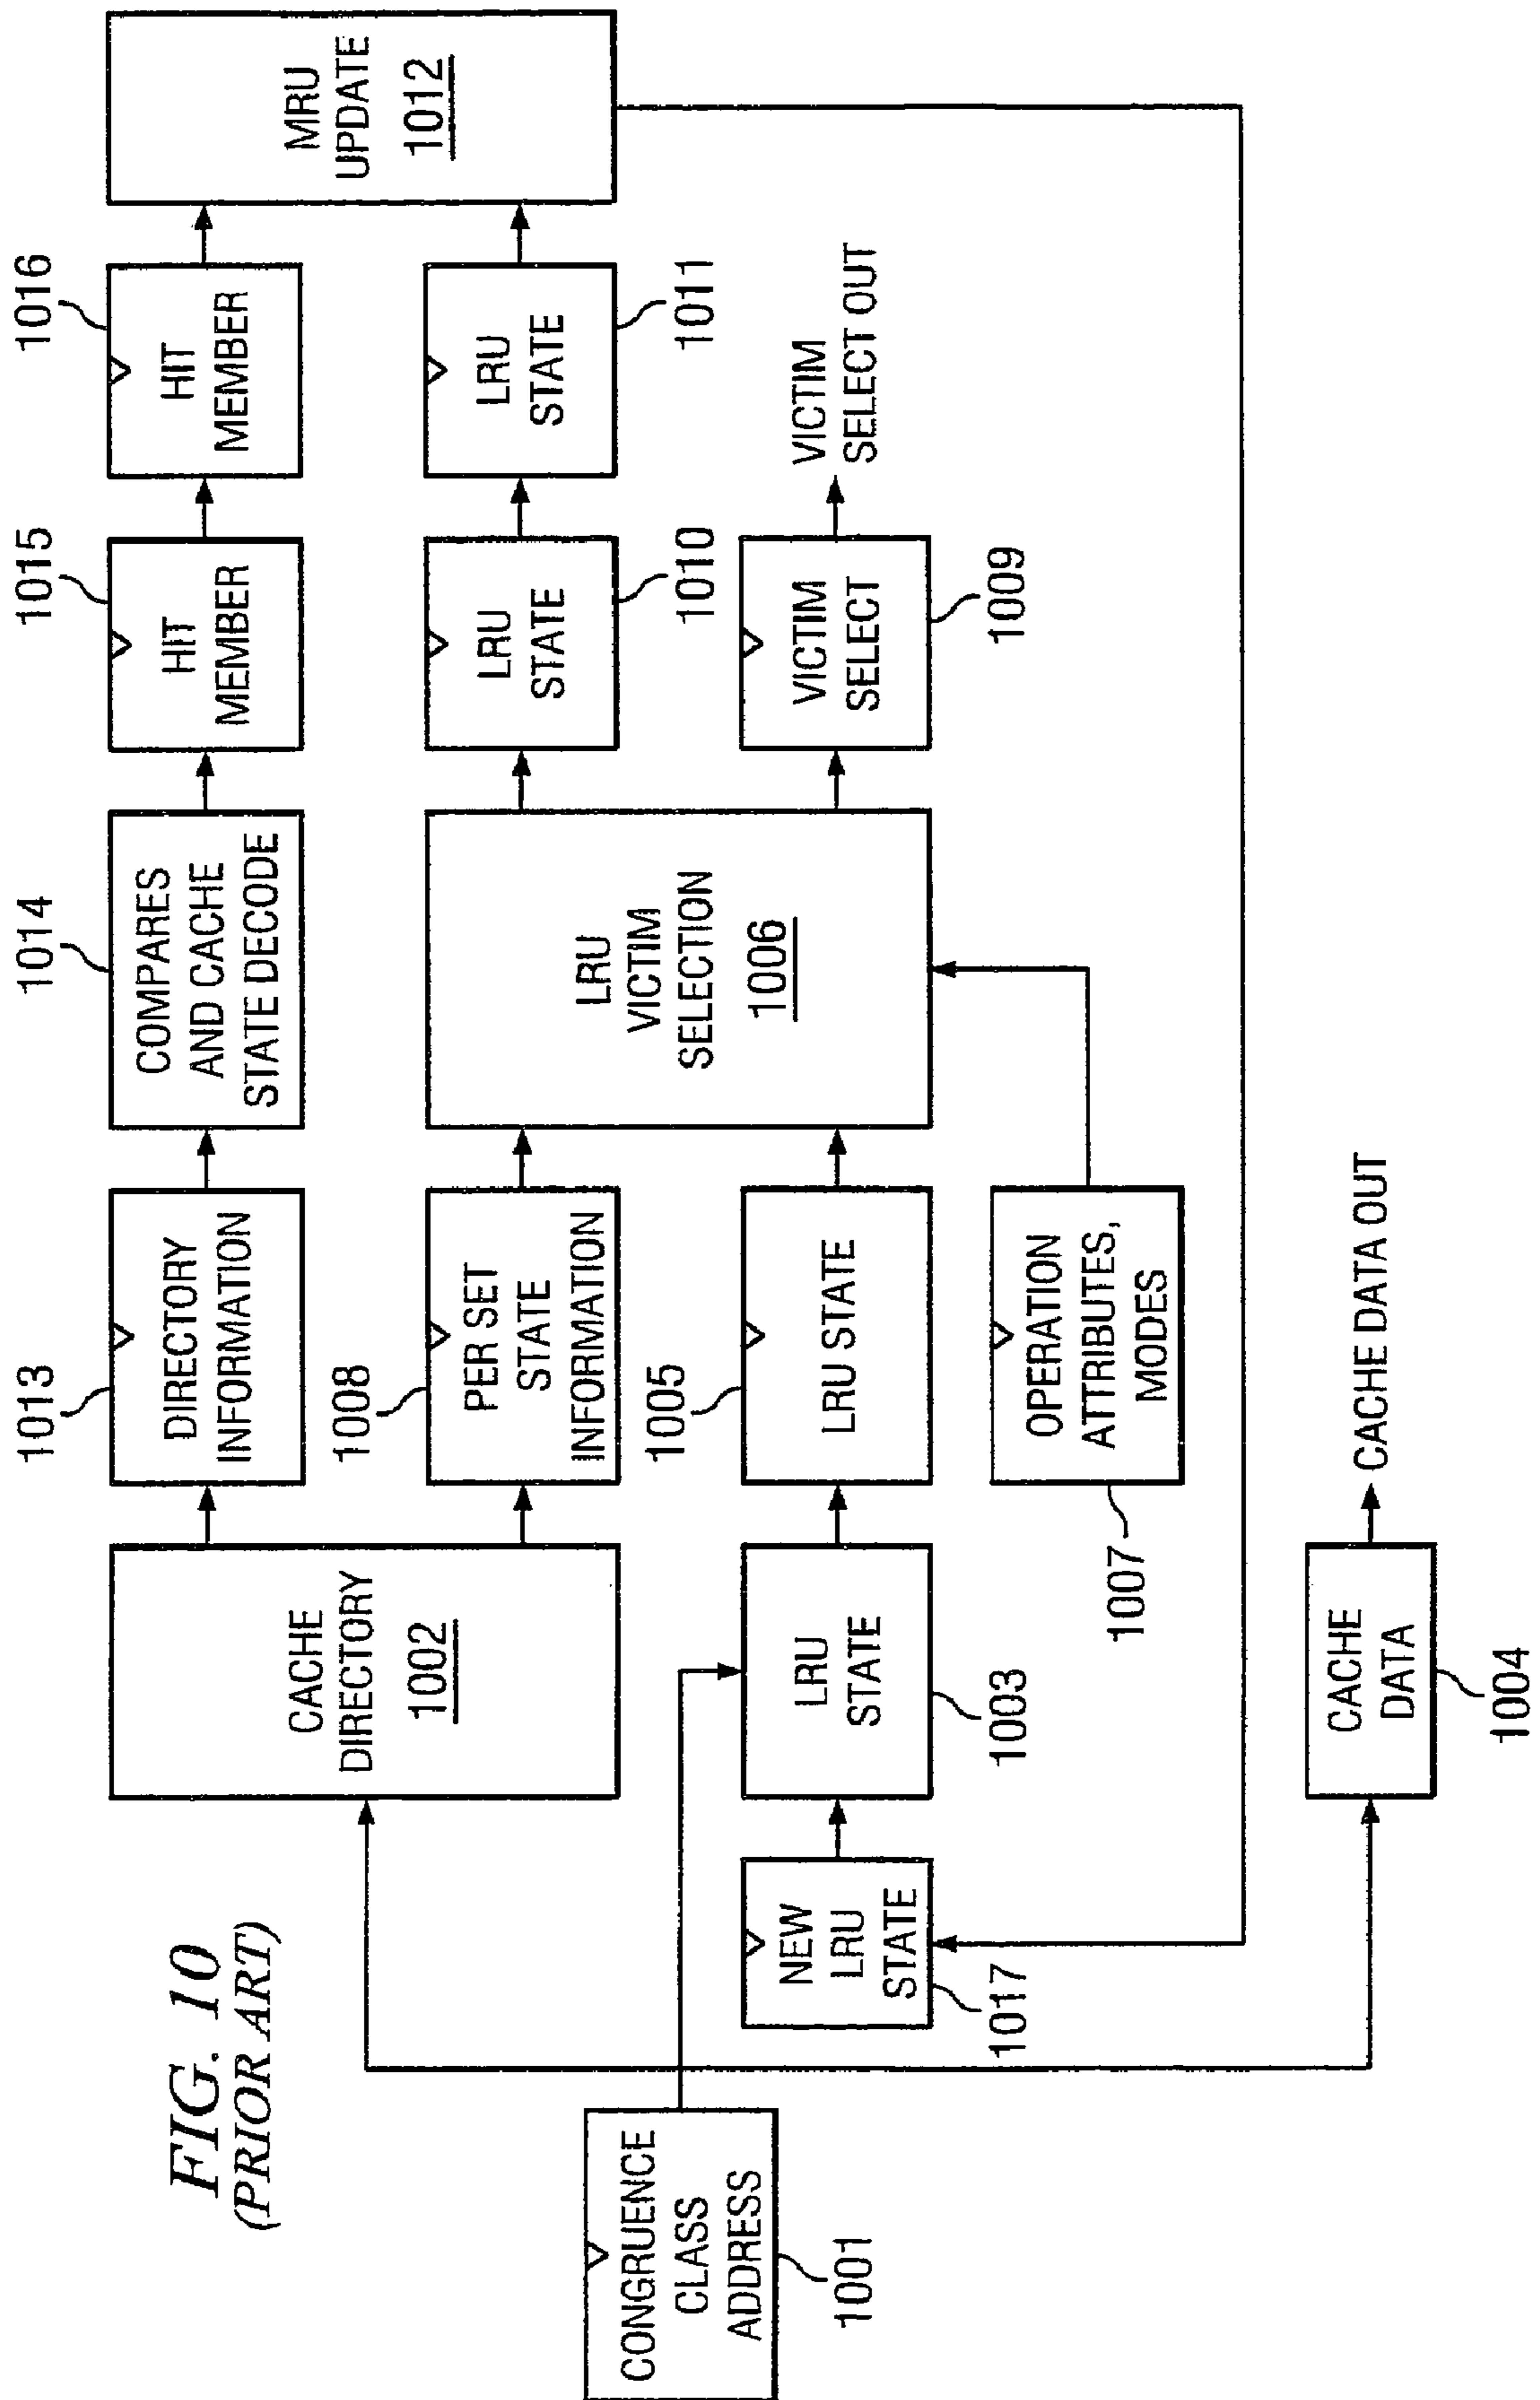 FIG. 10
(PRIOR ART)
CONGRUENCE
CLASS
ADDRESS
1001
CACHE
DIRECTORY
1002
NEW
LRU
STATE
1017
LRU
STATE
1003
CACHE
DATA
1004
CACHE DATA OUT
1013
DIRECTORY
INFORMATION
1008
PER SET
STATE
INFORMATION
1005
LRU STATE
OPERATION
ATTRIBUTES,
MODES
1007
1014
COMPARES
AND CACHE
STATE DECODE
LRU
VICTIM
SELECTION
1006
1015
HIT
MEMBER
LRU
STATE
1010
VICTIM
SELECT
1009
VICTIM
SELECT OUT
1016
HIT
MEMBER
LRU
STATE
1011
MRU
UPDATE
1012